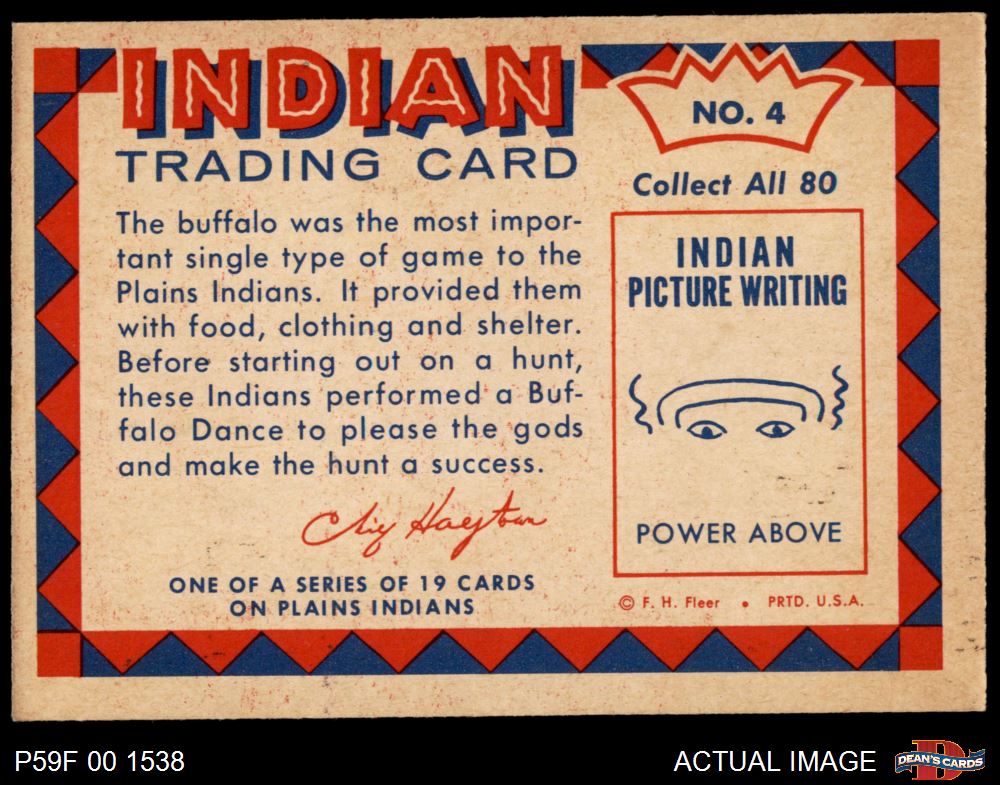 INDIAN
TRADING CARD
The buffalo was the most impor-
tant single type of game to the
Plains Indians. It provided them
with food, clothing and shelter.
Before starting out on a hunt,
these Indians performed a Buf-
falo Dance to please the gods
and make the hunt a success.
ONE OF A SERIES OF 19 CARDS
ON PLAINS INDIANS
NO. 4
Collect All 80
INDIAN
PICTURE WRITING
POWER ABOVE
© F. H. Fleer • PRTD. U.S.A.
P59F 00 1538
ACTUAL IMAGE
DEAN'S CARDS